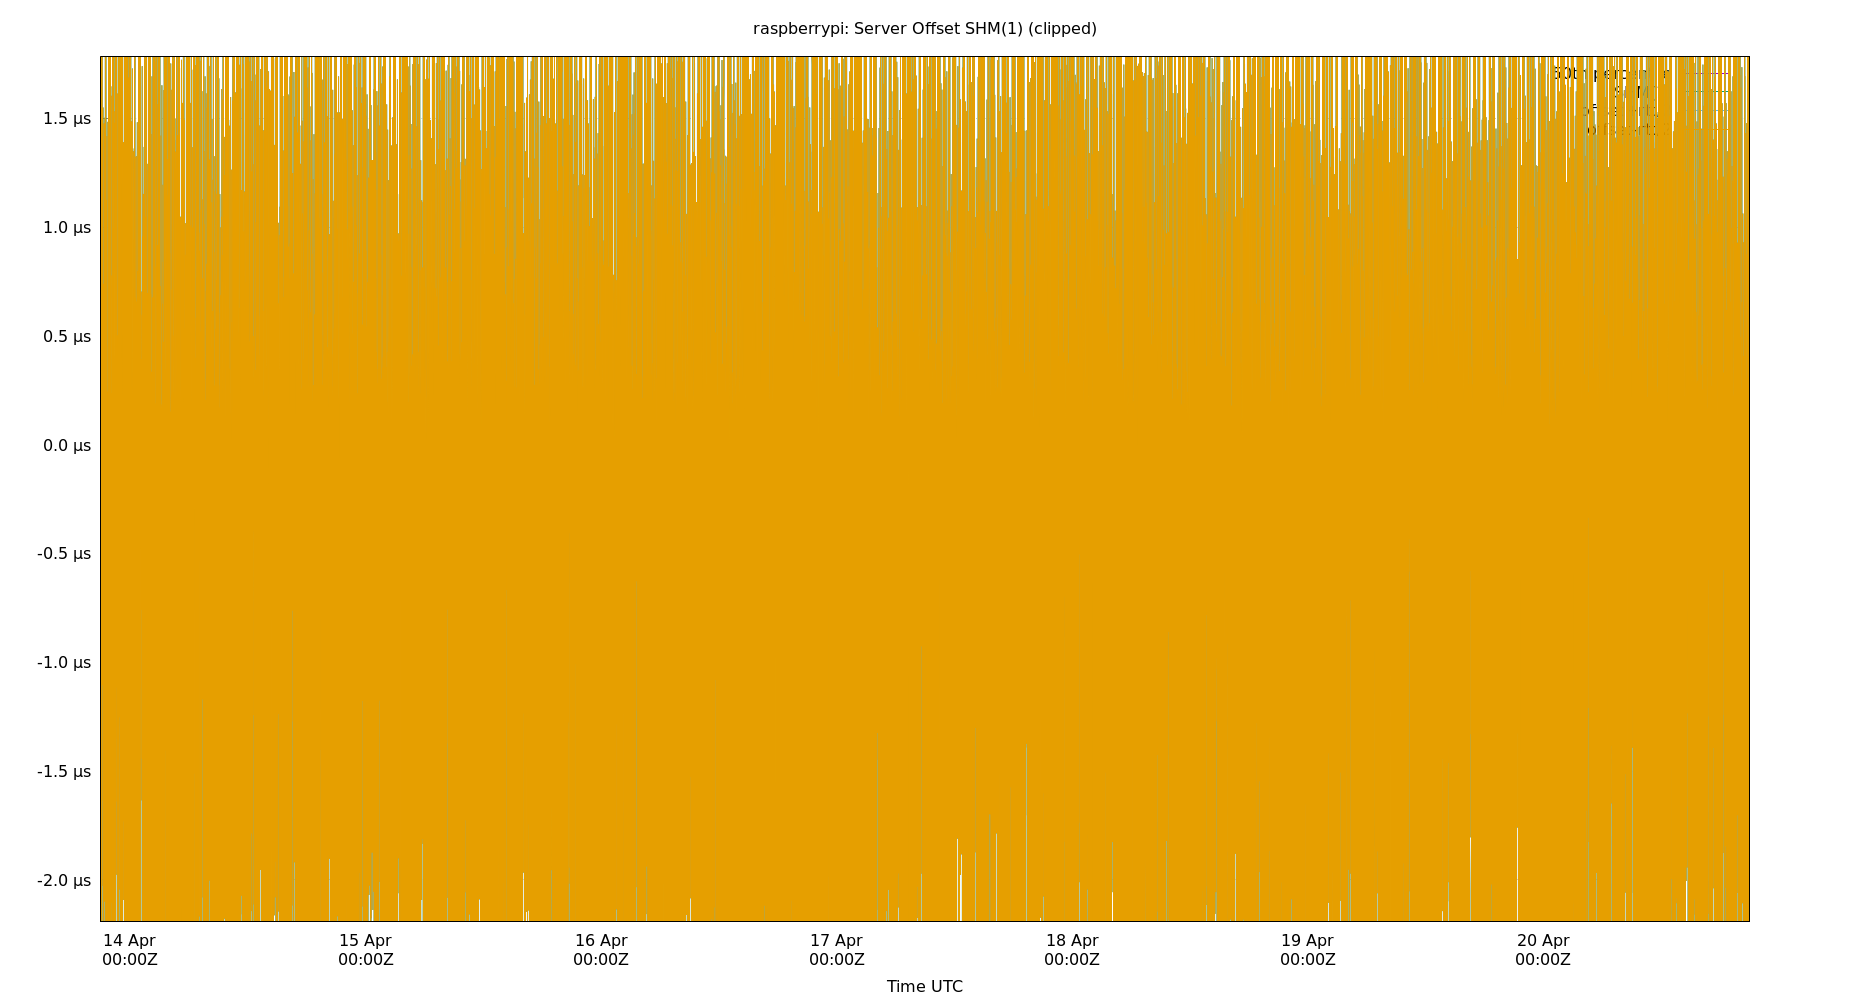 raspberrypi: Server Offset SHM(1) (clipped)
1.5 µs
1.0 µs
0.5 µs
0.0 µs
-0.5 µs
-1.0 µs
-1.5 µs
-2.0 µs
14 Apr 15 Apr 16 Apr 17 Apr 18 Apr 19 Apr 20 Apr
00:00Z 00:00Z 00:00Z 00:00Z 00:00Z 00:00Z 00:00Z
Time UTC